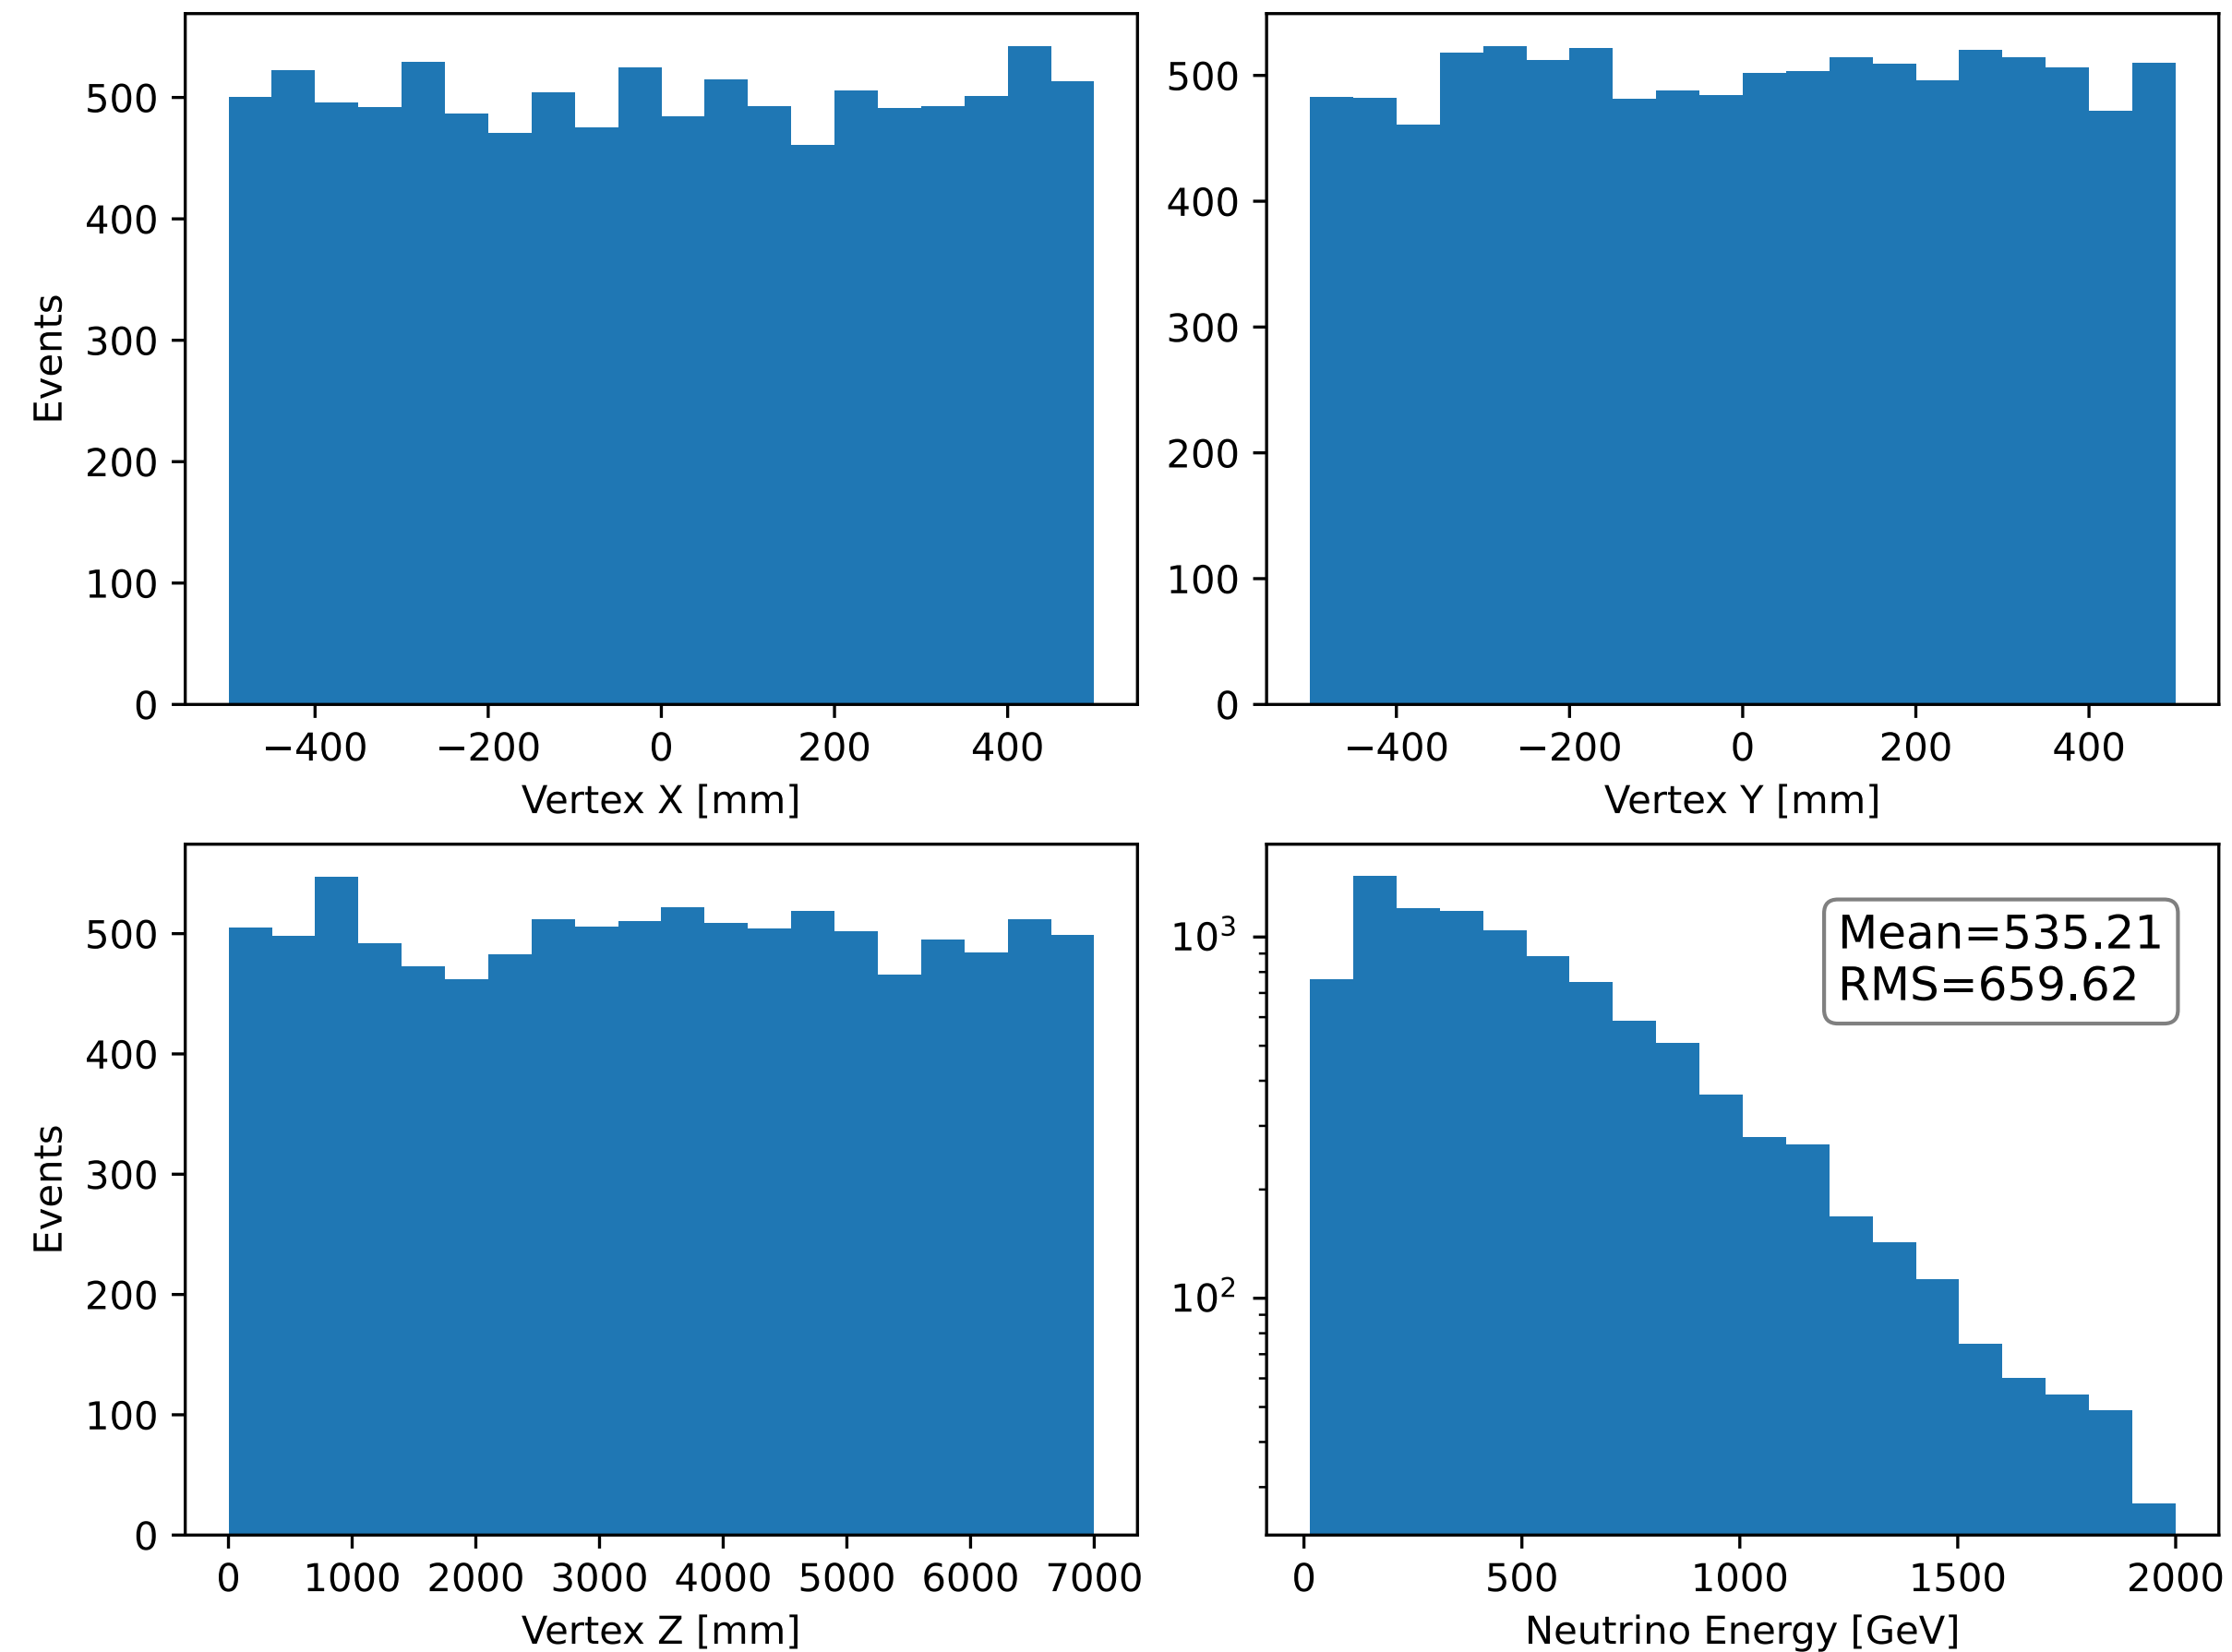 500
400
300
200
100
0
Events
−400 −200 0 200 400
Vertex X [mm]
500
400
300
200
100
0
−400 −200 0 200 400
Vertex Y [mm]
500
400
300
200
100
0
Events
0 1000 2000 3000 4000 5000 6000 7000
Vertex Z [mm]
10³
10²
Mean=535.21
RMS=659.62
0 500 1000 1500 2000
Neutrino Energy [GeV]